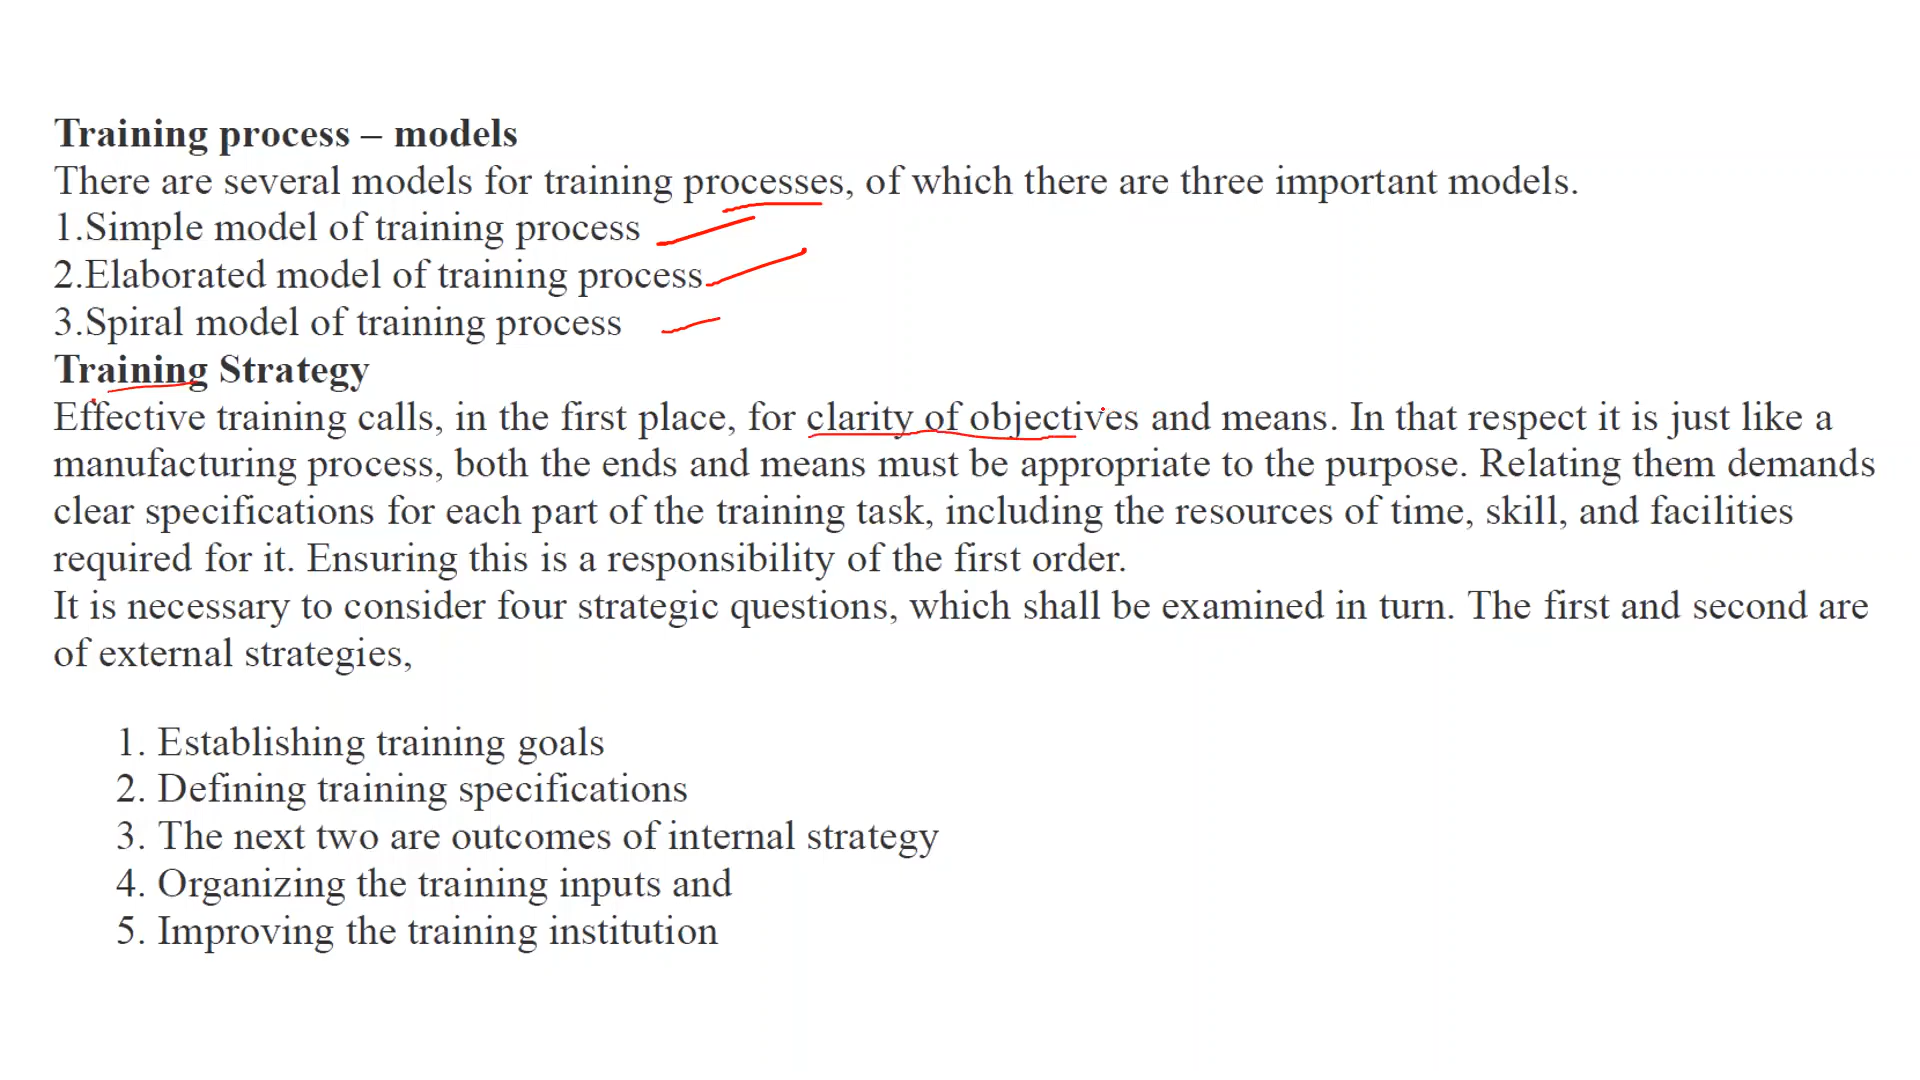 Training process – models
There are several models for training processes, of which there are three important models.
1.Simple model of training process
2.Elaborated model of training process
3.Spiral model of training process
Training Strategy
Effective training calls, in the first place, for clarity of objectives and means. In that respect it is just like a
manufacturing process, both the ends and means must be appropriate to the purpose. Relating them demands
clear specifications for each part of the training task, including the resources of time, skill, and facilities
required for it. Ensuring this is a responsibility of the first order.
It is necessary to consider four strategic questions, which shall be examined in turn. The first and second are
of external strategies,
1. Establishing training goals
2. Defining training specifications
3. The next two are outcomes of internal strategy
4. Organizing the training inputs and
5. Improving the training institution